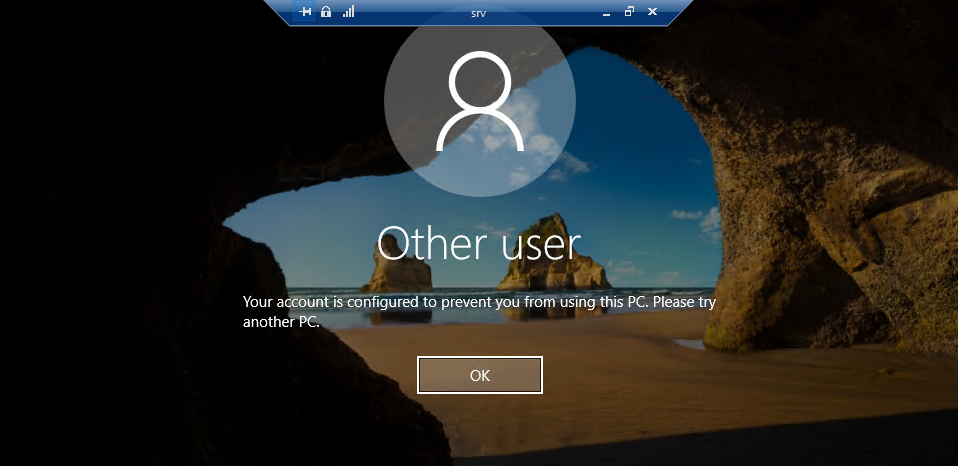 srv
Other user
Your account is configured to prevent you from using this PC. Please try
another PC.
OK